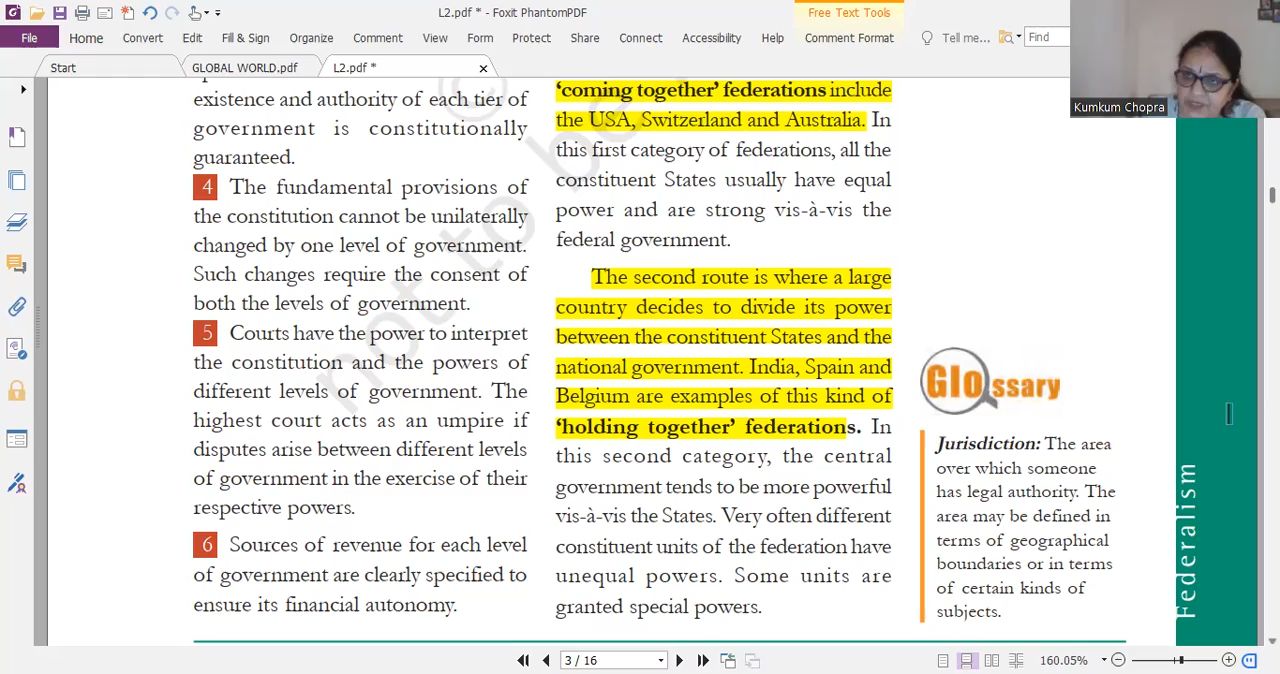 L2.pdf * - Foxit PhantomPDF
Free Text Tools
File Home Convert Edit Fill & Sign Organize Comment View Form Protect Share Connect Accessibility Help Comment Format Tell me... Find
Start GLOBAL WORLD.pdf L2.pdf *
Kumkum Chopra
existence and authority of each tier of
government is constitutionally
guaranteed.
4 The fundamental provisions of
the constitution cannot be unilaterally
changed by one level of government.
Such changes require the consent of
both the levels of government.
5 Courts have the power to interpret
the constitution and the powers of
different levels of government. The
highest court acts as an umpire if
disputes arise between different levels
of government in the exercise of their
respective powers.
6 Sources of revenue for each level
of government are clearly specified to
ensure its financial autonomy.
‘coming together’ federations include
the USA, Switzerland and Australia. In
this first category of federations, all the
constituent States usually have equal
power and are strong vis-à-vis the
federal government.
The second route is where a large
country decides to divide its power
between the constituent States and the
national government. India, Spain and
Belgium are examples of this kind of
‘holding together’ federations. In
this second category, the central
government tends to be more powerful
vis-à-vis the States. Very often different
constituent units of the federation have
unequal powers. Some units are
granted special powers.
Glossary
Jurisdiction: The area
over which someone
has legal authority. The
area may be defined in
terms of geographical
boundaries or in terms
of certain kinds of
subjects.
Federalism
© not to be
3 / 16
160.05%